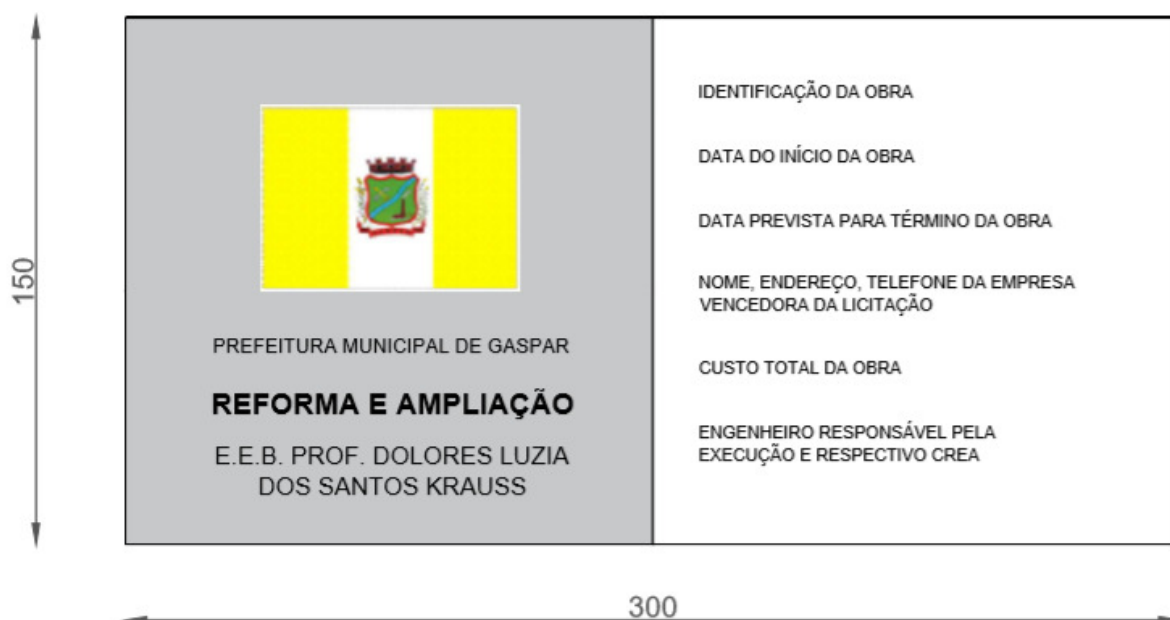 150
PREFEITURA MUNICIPAL DE GASPAR
REFORMA E AMPLIAÇÃO
E.E.B. PROF. DOLORES LUZIA
DOS SANTOS KRAUSS
IDENTIFICAÇÃO DA OBRA
DATA DO INÍCIO DA OBRA
DATA PREVISTA PARA TÉRMINO DA OBRA
NOME, ENDEREÇO, TELEFONE DA EMPRESA
VENCEDORA DA LICITAÇÃO
CUSTO TOTAL DA OBRA
ENGENHEIRO RESPONSÁVEL PELA
EXECUÇÃO E RESPECTIVO CREA
300